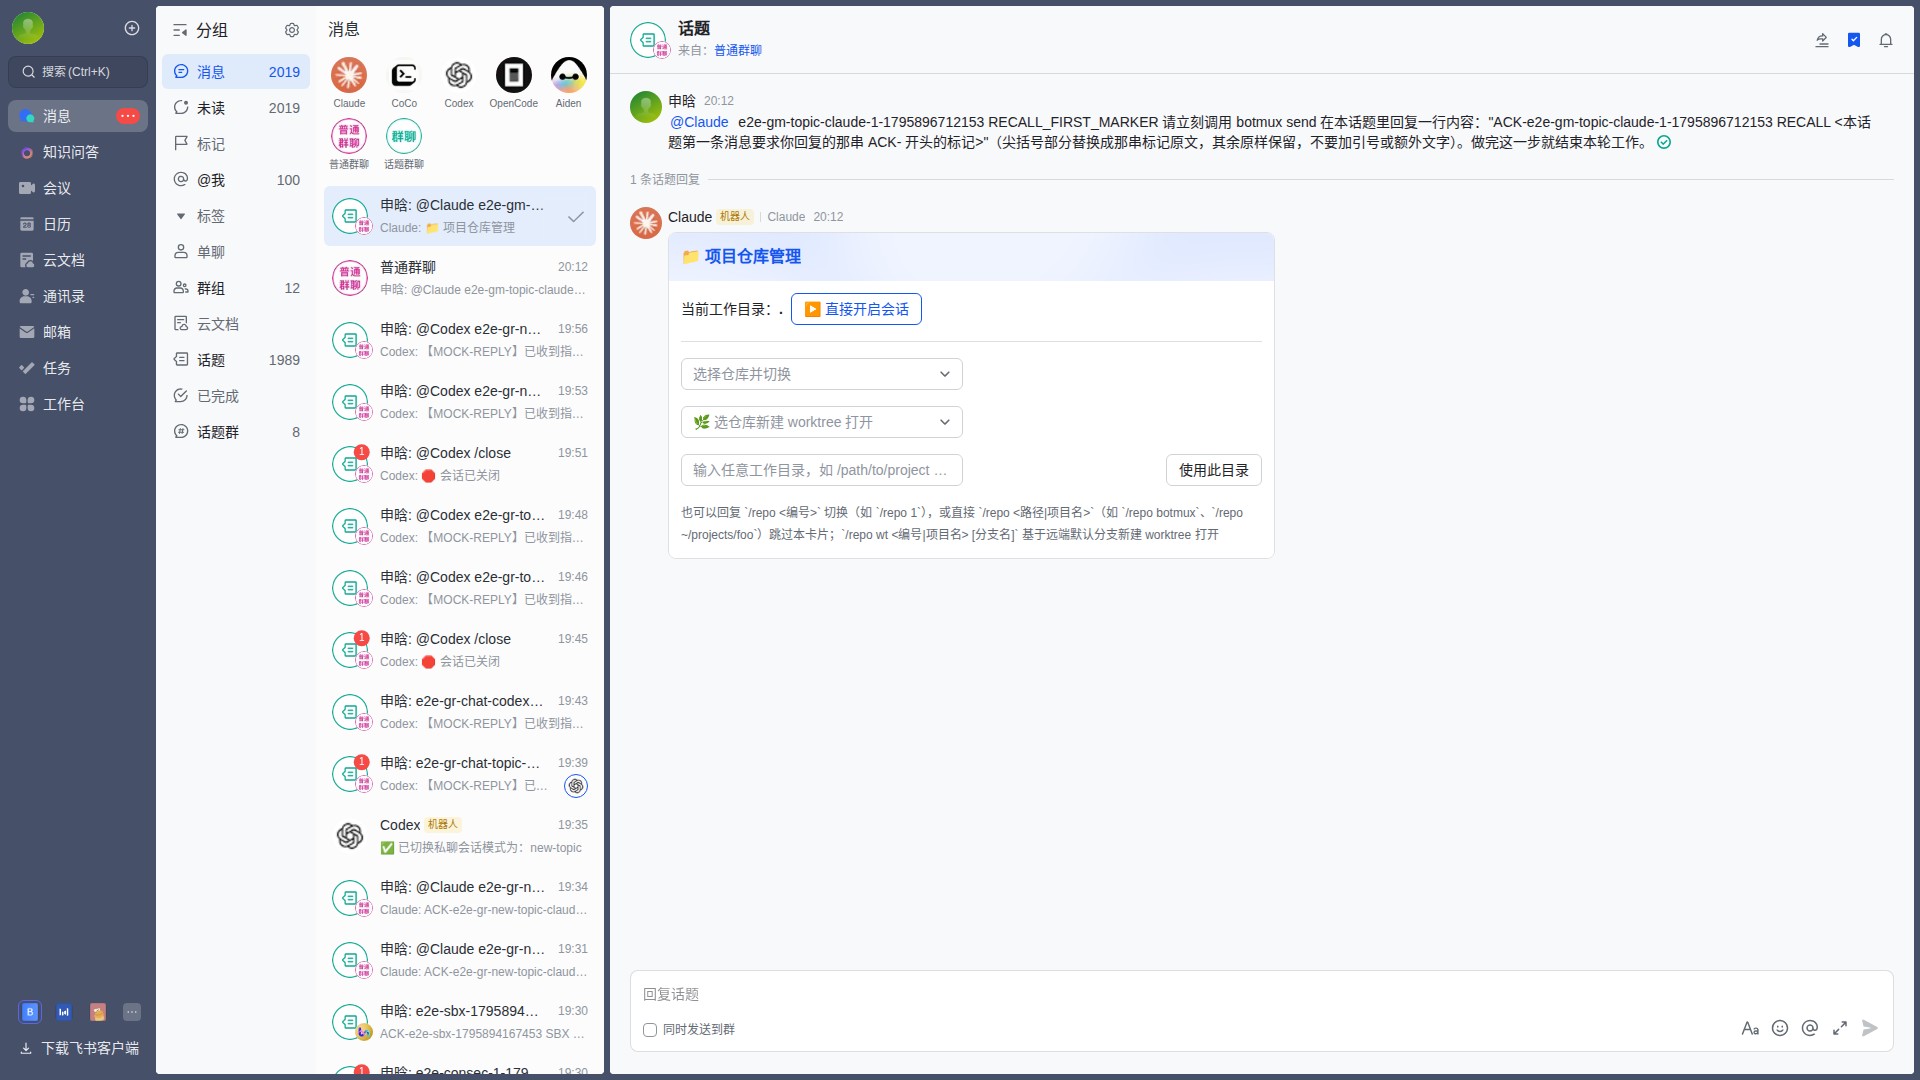 搜索 (Ctrl+K)
消息
知识问答
会议
日历
云文档
通讯录
邮箱
任务
工作台
下载飞书客户端
分组
消息 2019
未读 2019
标记
@我 100
标签
单聊
群组 12
云文档
话题 1989
已完成
话题群 8
消息
Claude CoCo Codex OpenCode Aiden
普通群聊 群聊
普通群聊 话题群聊
申晗: @Claude e2e-gm-…
Claude: 📁 项目仓库管理
普通群聊 20:12
申晗: @Claude e2e-gm-topic-claude…
申晗: @Codex e2e-gr-n… 19:56
Codex: 【MOCK-REPLY】已收到指…
申晗: @Codex e2e-gr-n… 19:53
Codex: 【MOCK-REPLY】已收到指…
1 申晗: @Codex /close 19:51
Codex: 🛑 会话已关闭
申晗: @Codex e2e-gr-to… 19:48
Codex: 【MOCK-REPLY】已收到指…
申晗: @Codex e2e-gr-to… 19:46
Codex: 【MOCK-REPLY】已收到指…
1 申晗: @Codex /close 19:45
Codex: 🛑 会话已关闭
申晗: e2e-gr-chat-codex… 19:43
Codex: 【MOCK-REPLY】已收到指…
1 申晗: e2e-gr-chat-topic-… 19:39
Codex: 【MOCK-REPLY】已…
Codex 机器人 19:35
✅ 已切换私聊会话模式为：new-topic
申晗: @Claude e2e-gr-n… 19:34
Claude: ACK-e2e-gr-new-topic-claud…
申晗: @Claude e2e-gr-n… 19:31
Claude: ACK-e2e-gr-new-topic-claud…
申晗: e2e-sbx-1795894… 19:30
ACK-e2e-sbx-1795894167453 SBX …
1 申晗: e2e-consec-1-179… 19:30
话题
来自：普通群聊
申晗 20:12
@Claude e2e-gm-topic-claude-1-1795896712153 RECALL_FIRST_MARKER 请立刻调用 botmux send 在本话题里回复一行内容："ACK-e2e-gm-topic-claude-1-1795896712153 RECALL <本话
题第一条消息要求你回复的那串 ACK- 开头的标记>"（尖括号部分替换成那串标记原文，其余原样保留，不要加引号或额外文字）。做完这一步就结束本轮工作。
1 条话题回复
Claude 机器人 Claude 20:12
📁 项目仓库管理
当前工作目录：. ▶️ 直接开启会话
选择仓库并切换
🌿 选仓库新建 worktree 打开
输入任意工作目录，如 /path/to/project … 使用此目录
也可以回复 `/repo <编号>` 切换（如 `/repo 1`），或直接 `/repo <路径|项目名>`（如 `/repo botmux`、`/repo
~/projects/foo`）跳过本卡片；`/repo wt <编号|项目名> [分支名]` 基于远端默认分支新建 worktree 打开
回复话题
同时发送到群